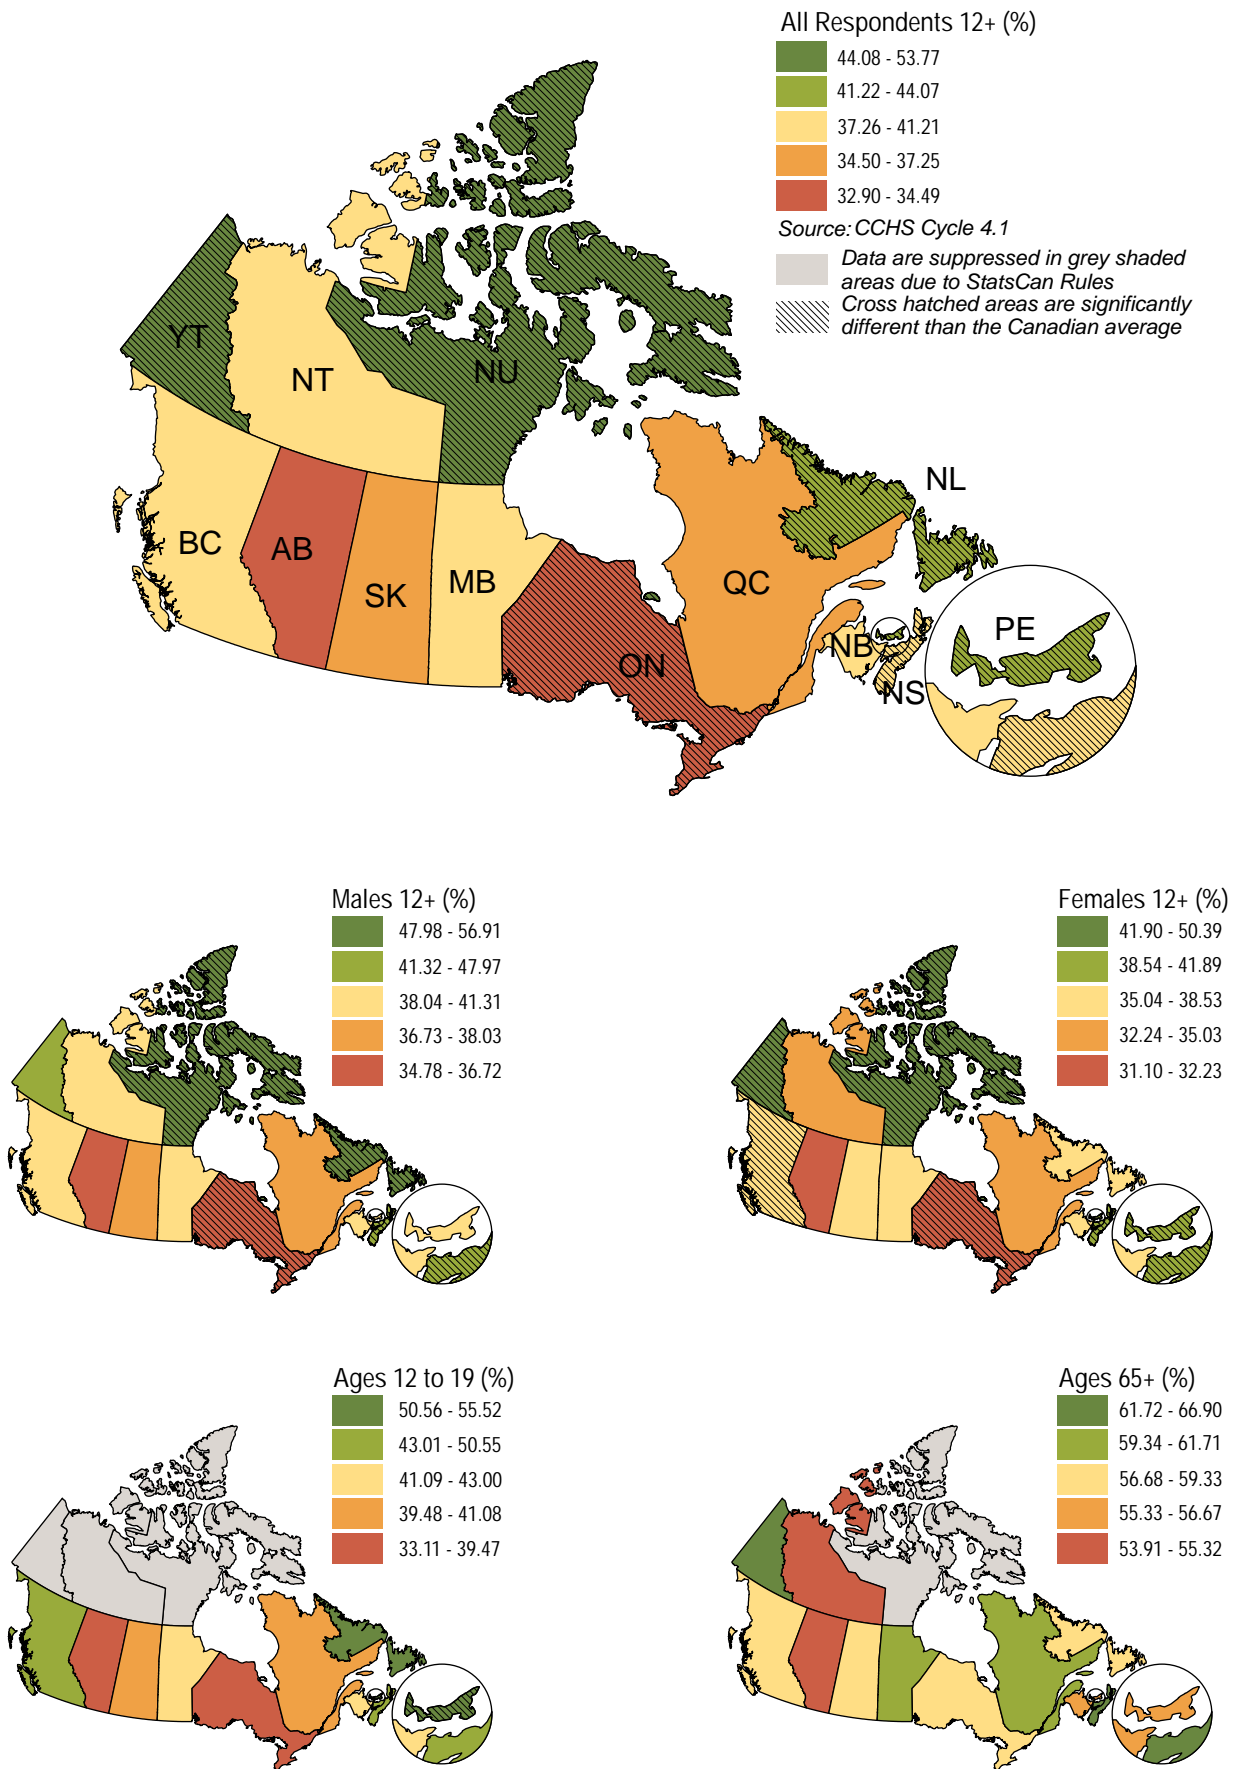 All Respondents 12+ (%)
44.08 - 53.77
41.22 - 44.07
37.26 - 41.21
34.50 - 37.25
32.90 - 34.49
Source: CCHS Cycle 4.1
Data are suppressed in grey shaded
areas due to StatsCan Rules
Cross hatched areas are significantly
different than the Canadian average
YT
NT
NU
NL
BC
AB
SK
MB
QC
ON
NB
NS
PE
Males 12+ (%)
47.98 - 56.91
41.32 - 47.97
38.04 - 41.31
36.73 - 38.03
34.78 - 36.72
Females 12+ (%)
41.90 - 50.39
38.54 - 41.89
35.04 - 38.53
32.24 - 35.03
31.10 - 32.23
Ages 12 to 19 (%)
50.56 - 55.52
43.01 - 50.55
41.09 - 43.00
39.48 - 41.08
33.11 - 39.47
Ages 65+ (%)
61.72 - 66.90
59.34 - 61.71
56.68 - 59.33
55.33 - 56.67
53.91 - 55.32